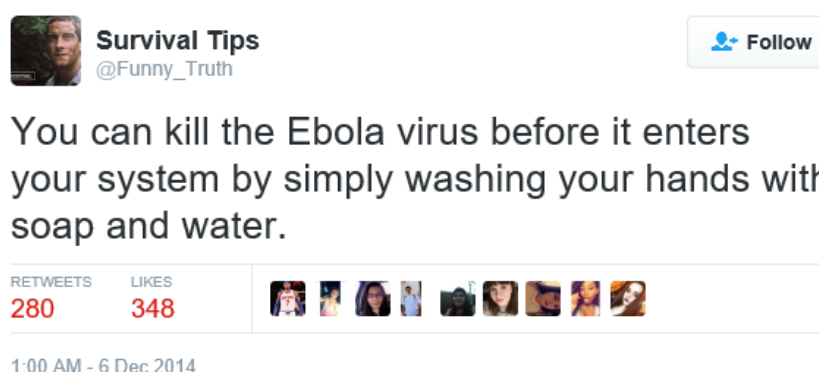 Survival Tips
@Funny_Truth
Follow
You can kill the Ebola virus before it enters
your system by simply washing your hands with
soap and water.
RETWEETS LIKES
280 348
1:00 AM - 6 Dec 2014